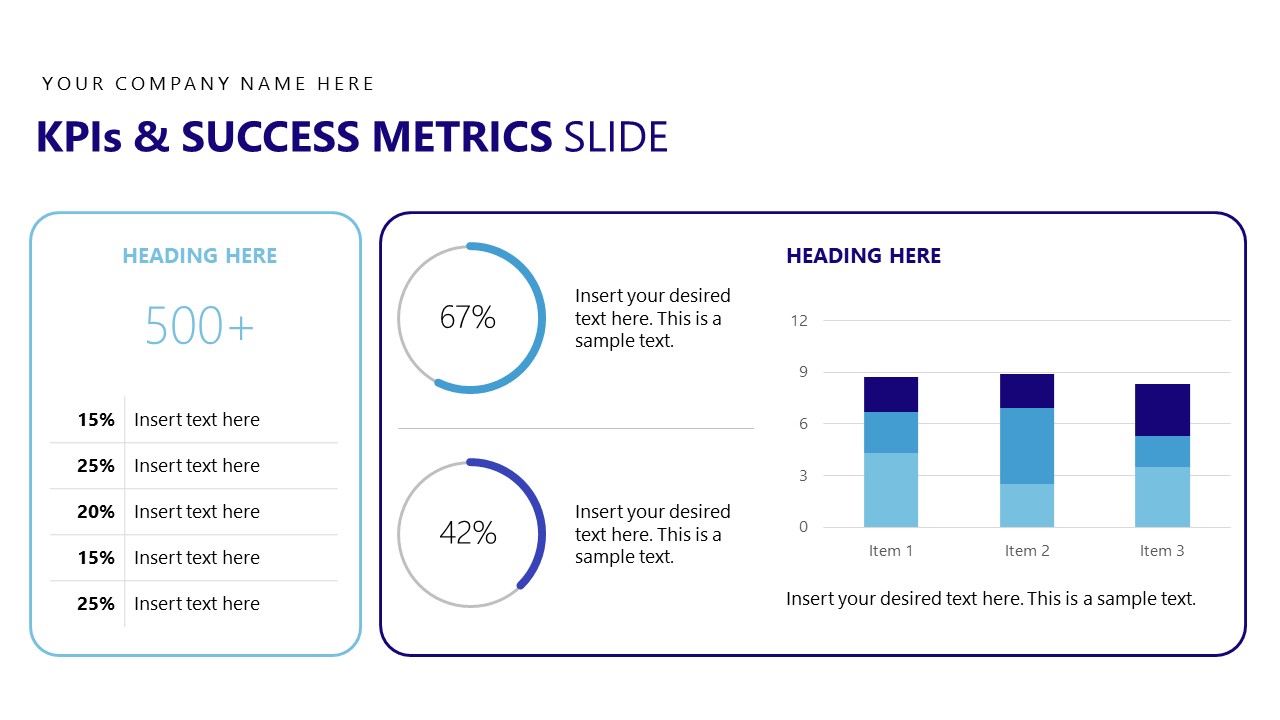 YOUR COMPANY NAME HERE
KPIs & SUCCESS METRICS SLIDE
HEADING HERE
500+
15% Insert text here
25% Insert text here
20% Insert text here
15% Insert text here
25% Insert text here
67%
Insert your desired
text here. This is a
sample text.
42%
Insert your desired
text here. This is a
sample text.
HEADING HERE
12
9
6
3
0
Item 1 Item 2 Item 3
Insert your desired text here. This is a sample text.